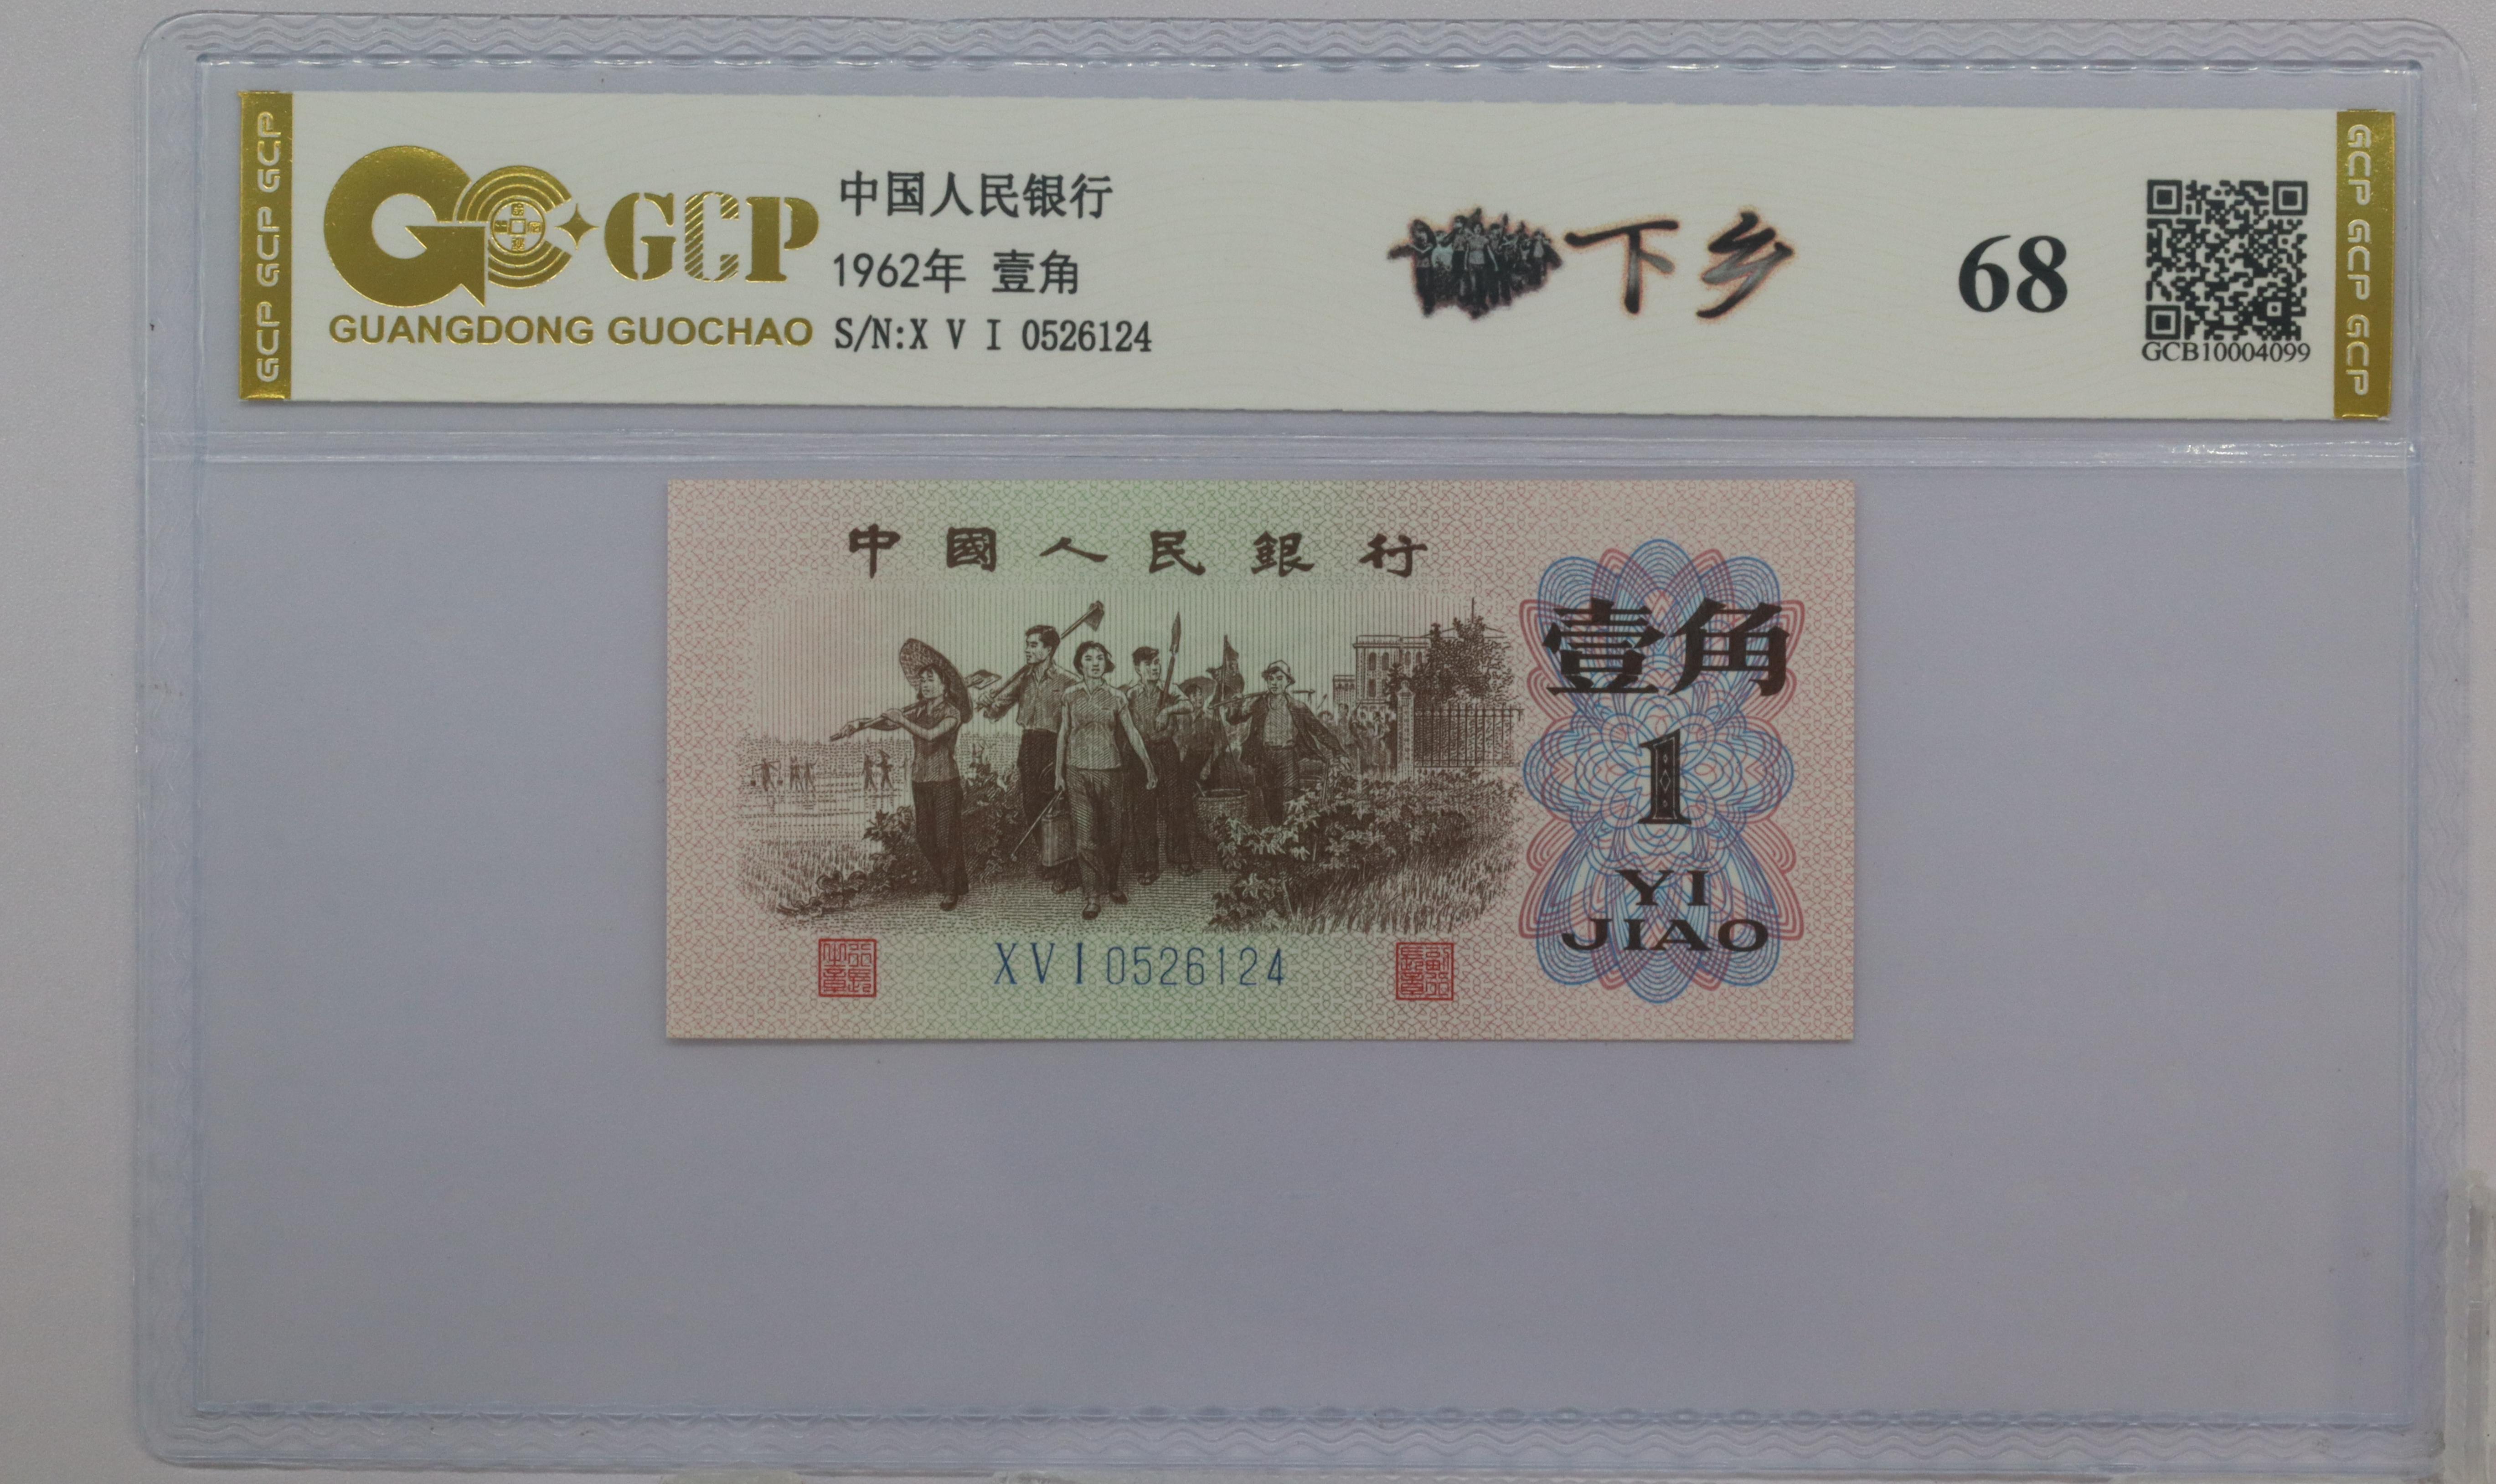 GCP GCP GCP
GCP
GUANGDONG GUOCHAO
中国人民银行
1962年 壹角
S/N:X V I 0526124
下乡
68
GCB10004099
GCP GCP GCP
中國人民銀行
壹角
1
YI
JIAO
X V I 0526124